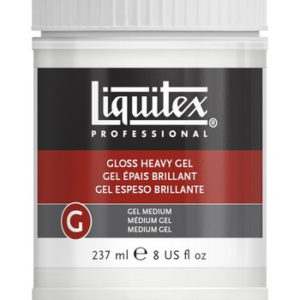 Liquitex®
PROFESSIONAL
GLOSS HEAVY GEL
GEL ÉPAIS BRILLANT
GEL ESPESO BRILLANTE
G
GEL MEDIUM
MÉDIUM GEL
MEDIUM GEL
237 ml ℮ 8 US fl oz